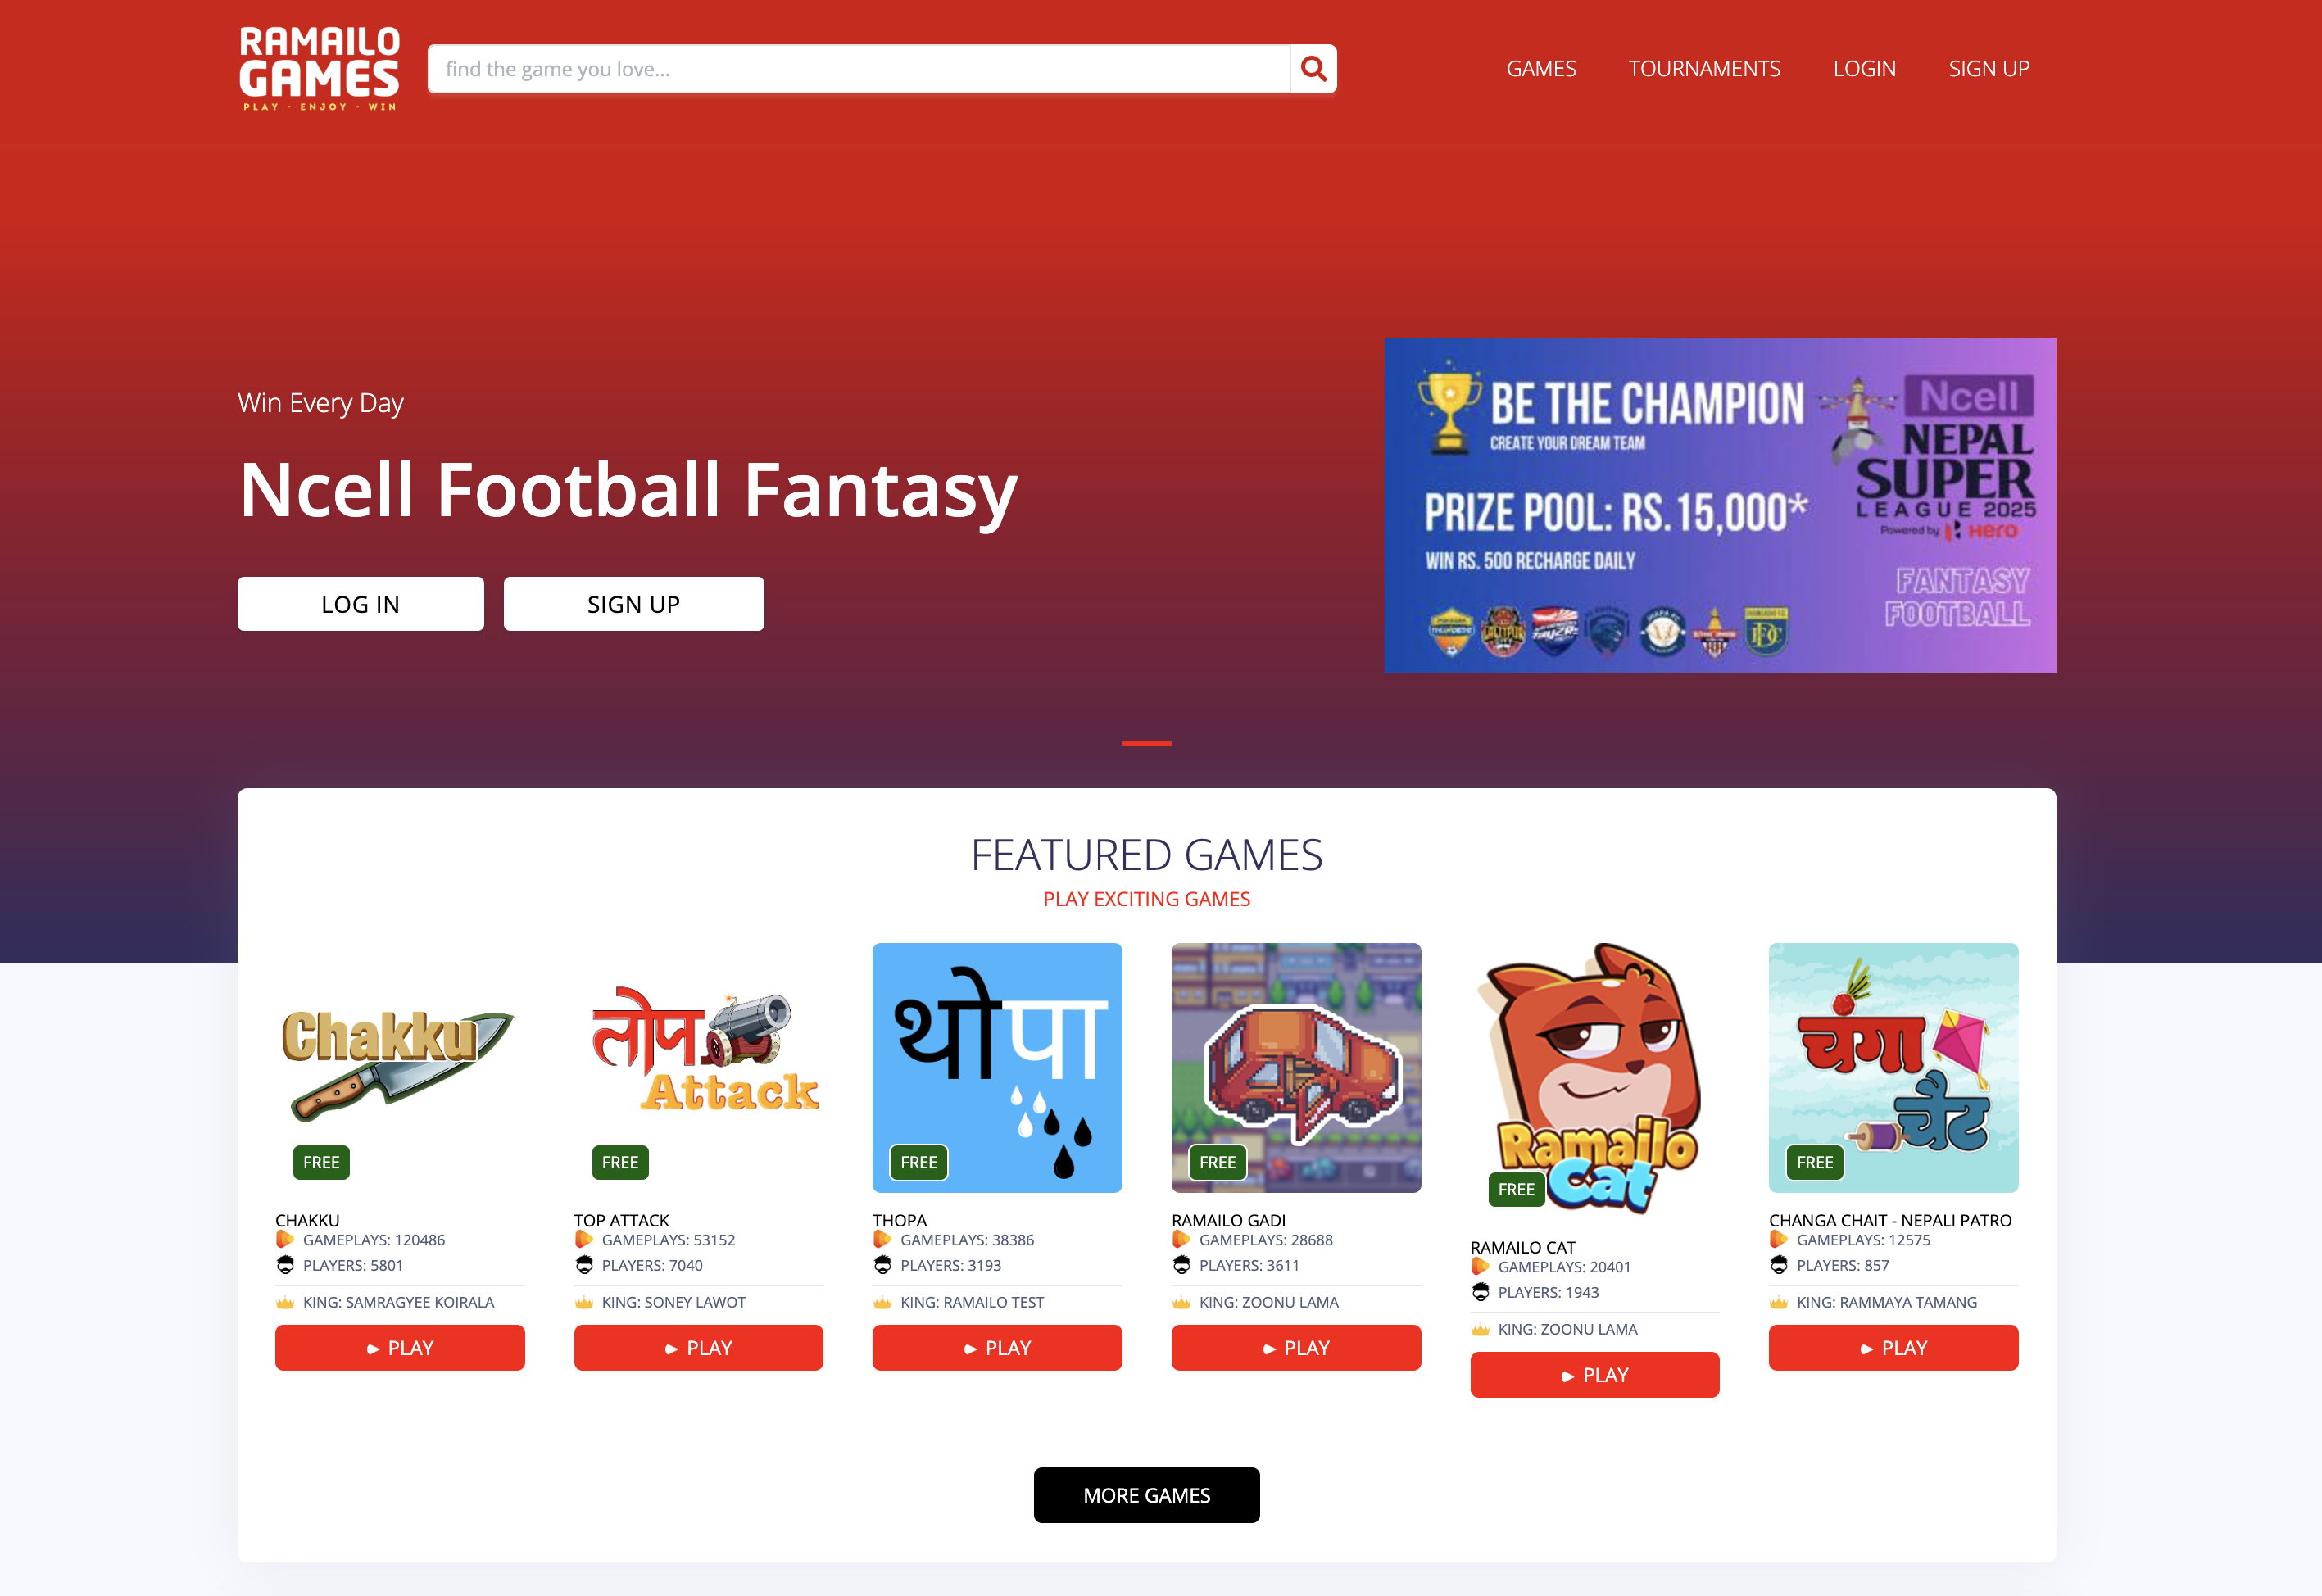 RAMAILO
GAMES
PLAY - ENJOY - WIN
find the game you love...
GAMES
TOURNAMENTS
LOGIN
SIGN UP
Win Every Day
Ncell Football Fantasy
LOG IN
SIGN UP
BE THE CHAMPION
CREATE YOUR DREAM TEAM
PRIZE POOL: RS. 15,000*
WIN RS. 500 RECHARGE DAILY
Ncell
NEPAL
SUPER
LEAGUE 2025
Powered by Hero
FANTASY
FOOTBALL
FEATURED GAMES
PLAY EXCITING GAMES
Chakku
FREE
CHAKKU
GAMEPLAYS: 120486
PLAYERS: 5801
KING: SAMRAGYEE KOIRALA
PLAY
तोप
Attack
FREE
TOP ATTACK
GAMEPLAYS: 53152
PLAYERS: 7040
KING: SONEY LAWOT
PLAY
थोपा
FREE
THOPA
GAMEPLAYS: 38386
PLAYERS: 3193
KING: RAMAILO TEST
PLAY
FREE
RAMAILO GADI
GAMEPLAYS: 28688
PLAYERS: 3611
KING: ZOONU LAMA
PLAY
Ramailo
Cat
FREE
RAMAILO CAT
GAMEPLAYS: 20401
PLAYERS: 1943
KING: ZOONU LAMA
PLAY
चंगा
चैट
FREE
CHANGA CHAIT - NEPALI PATRO
GAMEPLAYS: 12575
PLAYERS: 857
KING: RAMMAYA TAMANG
PLAY
MORE GAMES